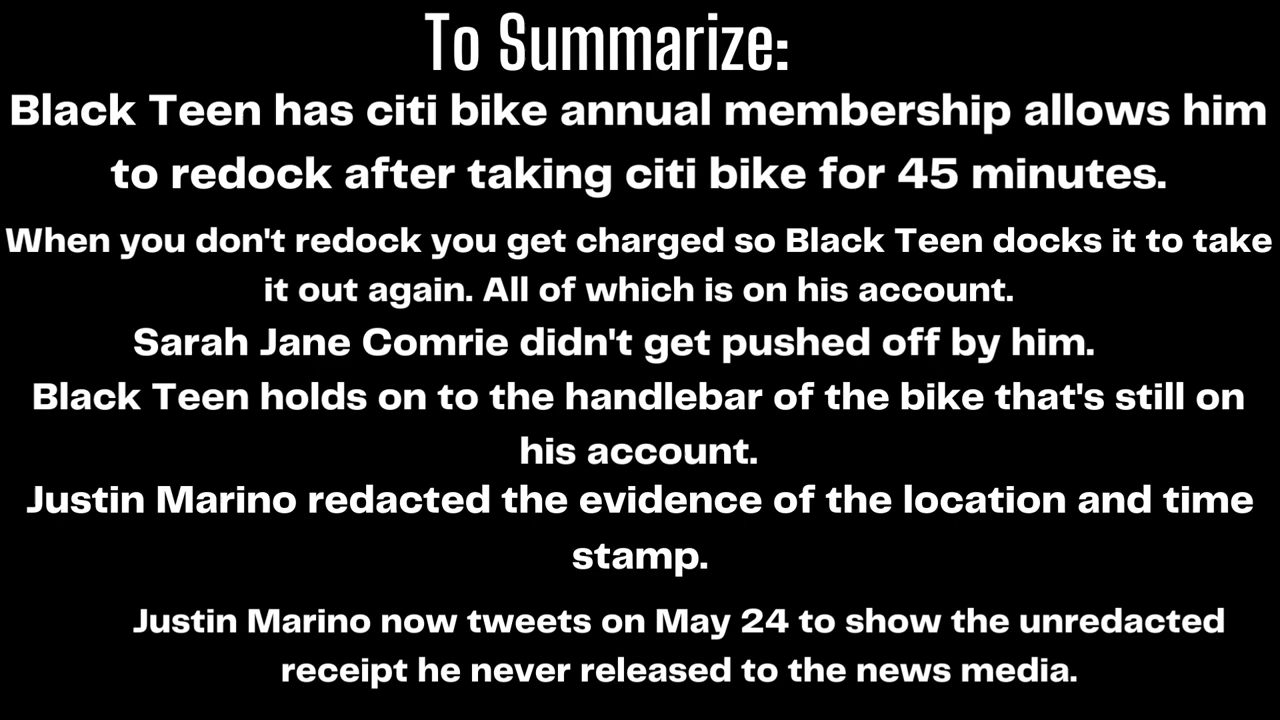 To Summarize:
Black Teen has citi bike annual membership allows him
to redock after taking citi bike for 45 minutes.
When you don't redock you get charged so Black Teen docks it to take
it out again. All of which is on his account.
Sarah Jane Comrie didn't get pushed off by him.
Black Teen holds on to the handlebar of the bike that's still on
his account.
Justin Marino redacted the evidence of the location and time
stamp.
Justin Marino now tweets on May 24 to show the unredacted
receipt he never released to the news media.